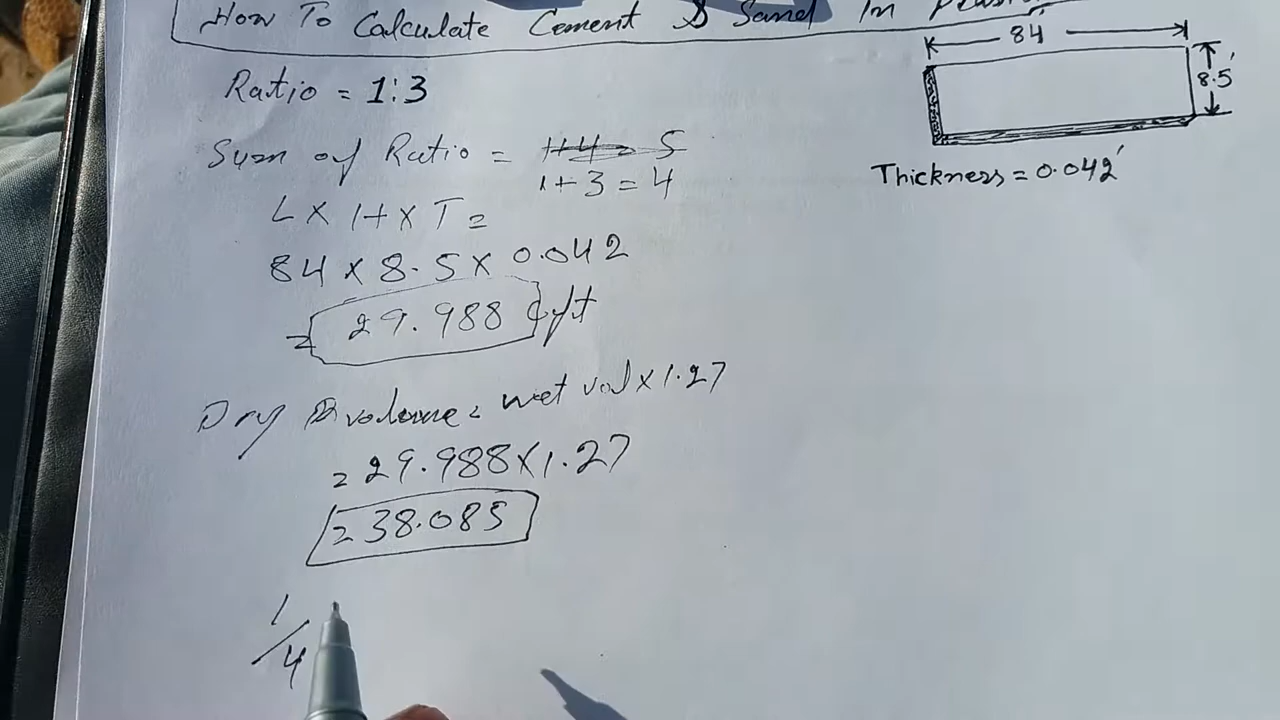 How To Calculate Cement & Sand In
Ratio = 1:3
Sum of Ratio = 1+4= 5
1+3=4
L X H X T =
84 X 8.5 X 0.042
= 29.988 cft
Dry volume = wet vol X 1.27
= 29.988 X 1.27
= 38.085
1/4
84'
8.5'
Thickness = 0.042'